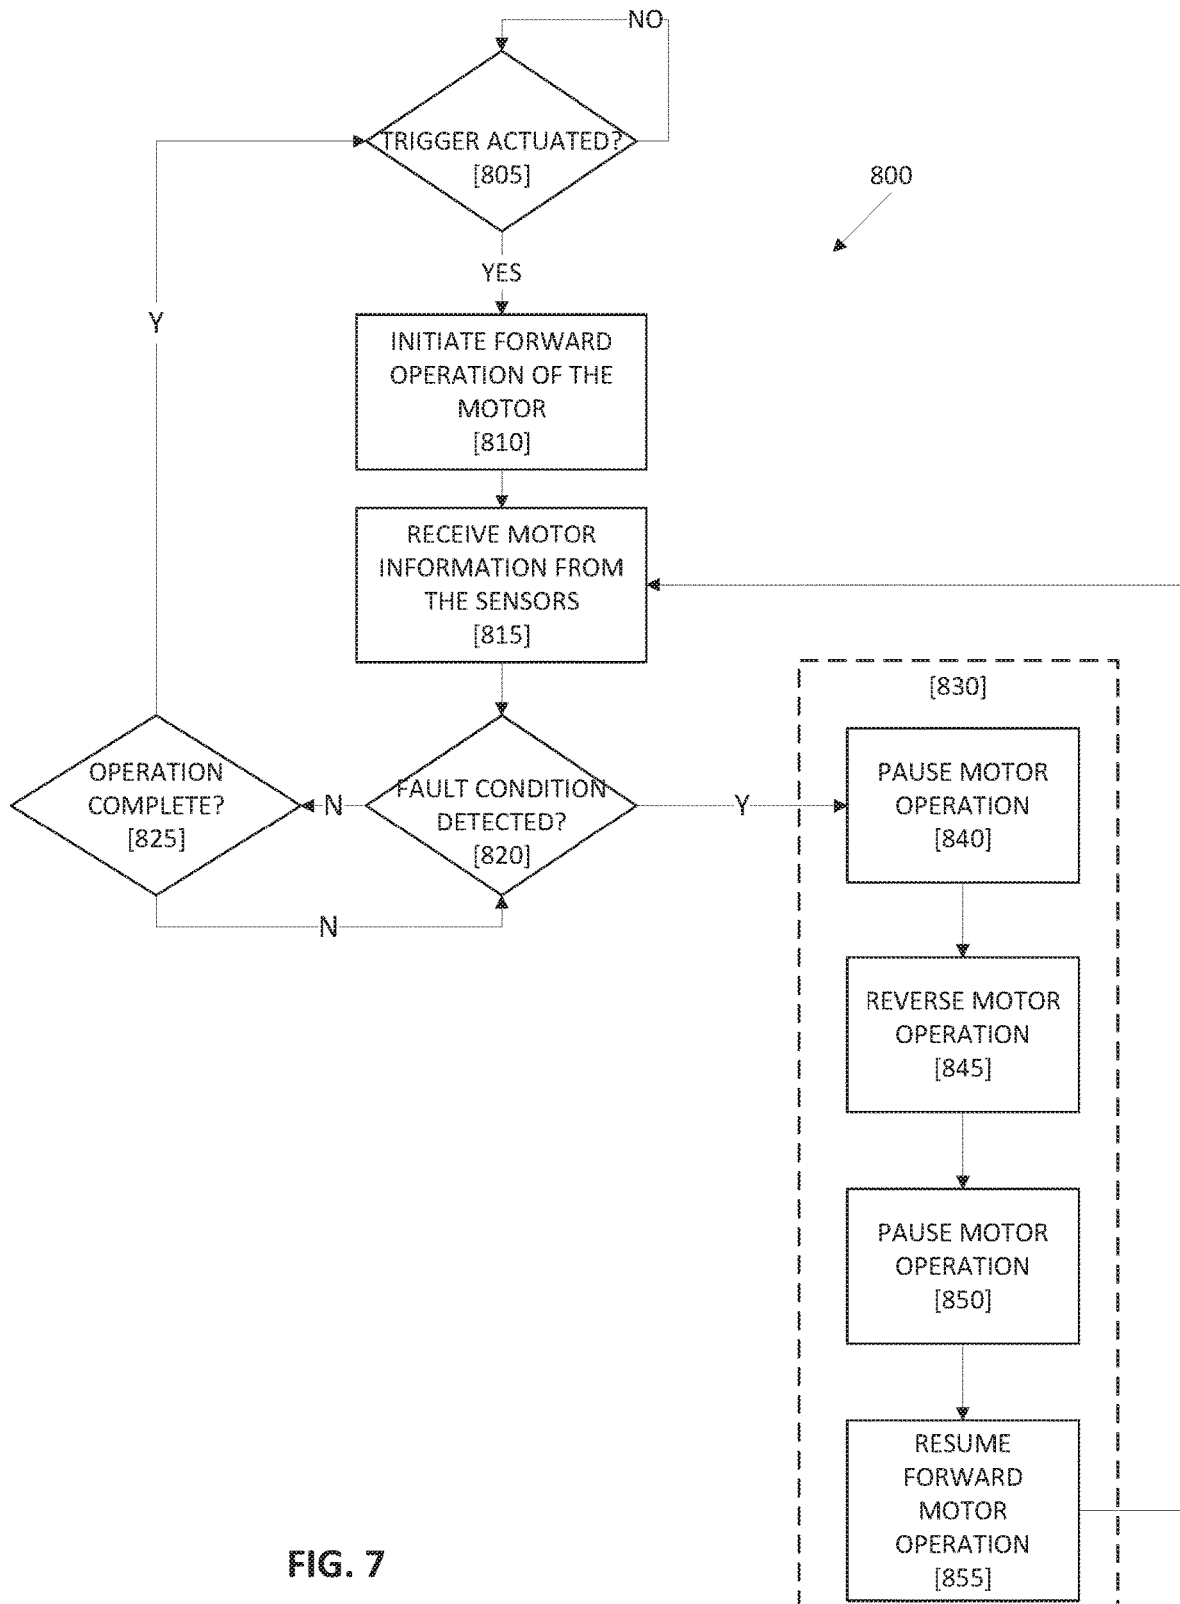 NO
TRIGGER ACTUATED?
[805]
800
YES
Y
INITIATE FORWARD
OPERATION OF THE
MOTOR
[810]
RECEIVE MOTOR
INFORMATION FROM
THE SENSORS
[815]
[830]
OPERATION
COMPLETE?
[825]
N
FAULT CONDITION
DETECTED?
[820]
Y
PAUSE MOTOR
OPERATION
[840]
N
REVERSE MOTOR
OPERATION
[845]
PAUSE MOTOR
OPERATION
[850]
RESUME
FORWARD
MOTOR
OPERATION
[855]
FIG. 7